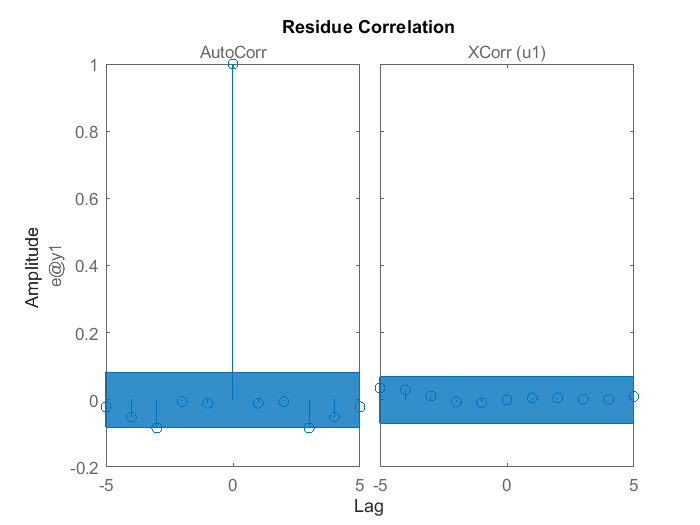 Residue Correlation
AutoCorr
XCorr (u1)
Amplitude
e@y1
1
0.8
0.6
0.4
0.2
0
-0.2
-5
0
5
-5
0
5
Lag